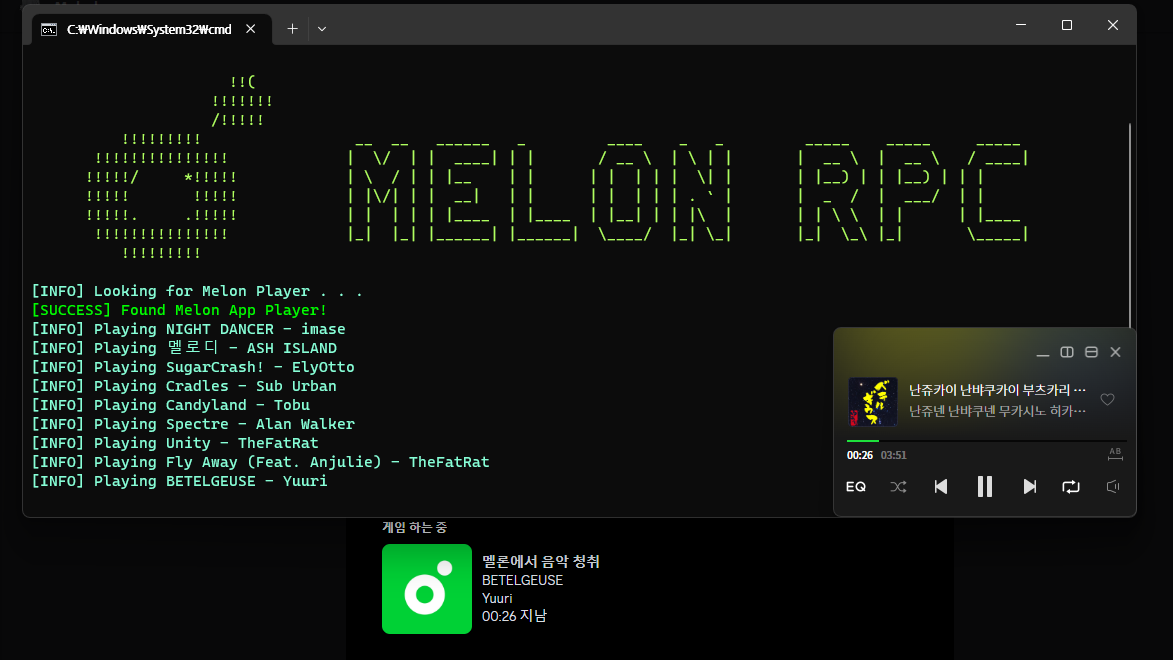 C:₩Windows₩System32₩cmd
MELON RPC
[INFO] Looking for Melon Player . . .
[SUCCESS] Found Melon App Player!
[INFO] Playing NIGHT DANCER - imase
[INFO] Playing 멜로디 - ASH ISLAND
[INFO] Playing SugarCrash! - ElyOtto
[INFO] Playing Cradles - Sub Urban
[INFO] Playing Candyland - Tobu
[INFO] Playing Spectre - Alan Walker
[INFO] Playing Unity - TheFatRat
[INFO] Playing Fly Away (Feat. Anjulie) - TheFatRat
[INFO] Playing BETELGEUSE - Yuuri
난쥬카이 난뱌쿠카이 부츠카리 ···
난쥬넨 난뱌쿠넨 무카시노 히카···
00:26 03:51
AB
EQ
게임 하는 중
멜론에서 음악 청취
BETELGEUSE
Yuuri
00:26 지남